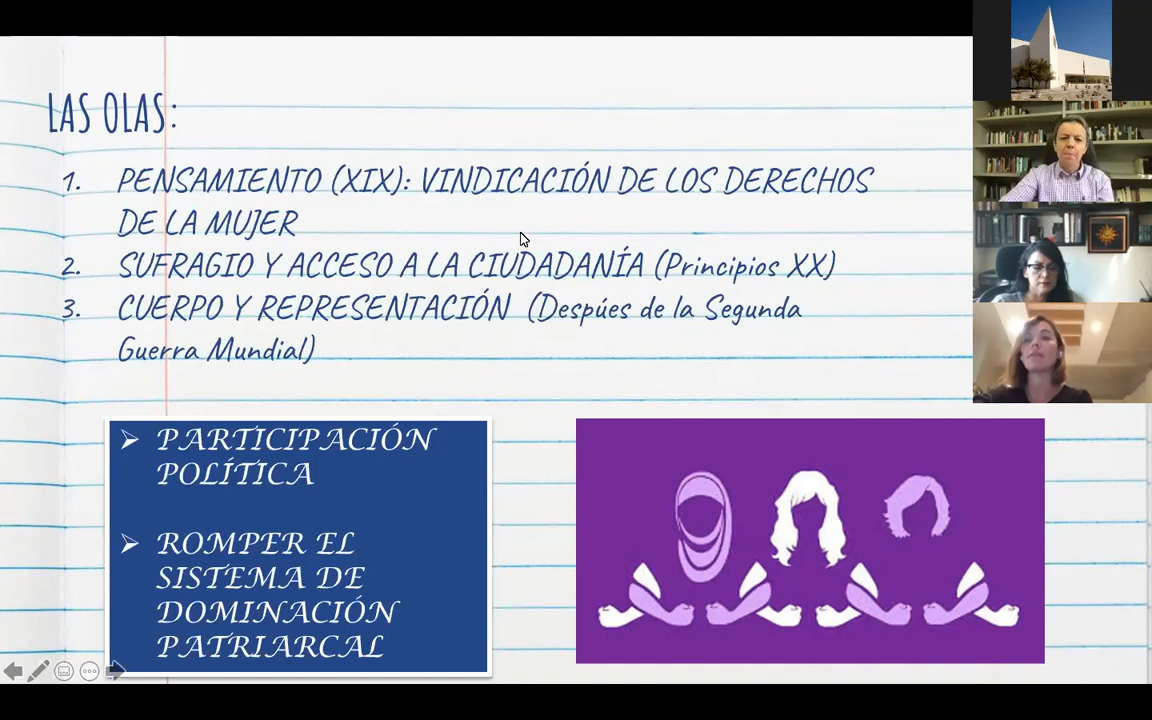 LAS OLAS:
1. PENSAMIENTO (XIX): VINDICACIÓN DE LOS DERECHOS
DE LA MUJER
2. SUFRAGIO Y ACCESO A LA CIUDADANÍA (Principios XX)
3. CUERPO Y REPRESENTACIÓN (Despúes de la Segunda
Guerra Mundial)
➢ PARTICIPACIÓN
POLÍTICA
➢ ROMPER EL
SISTEMA DE
DOMINACIÓN
PATRIARCAL